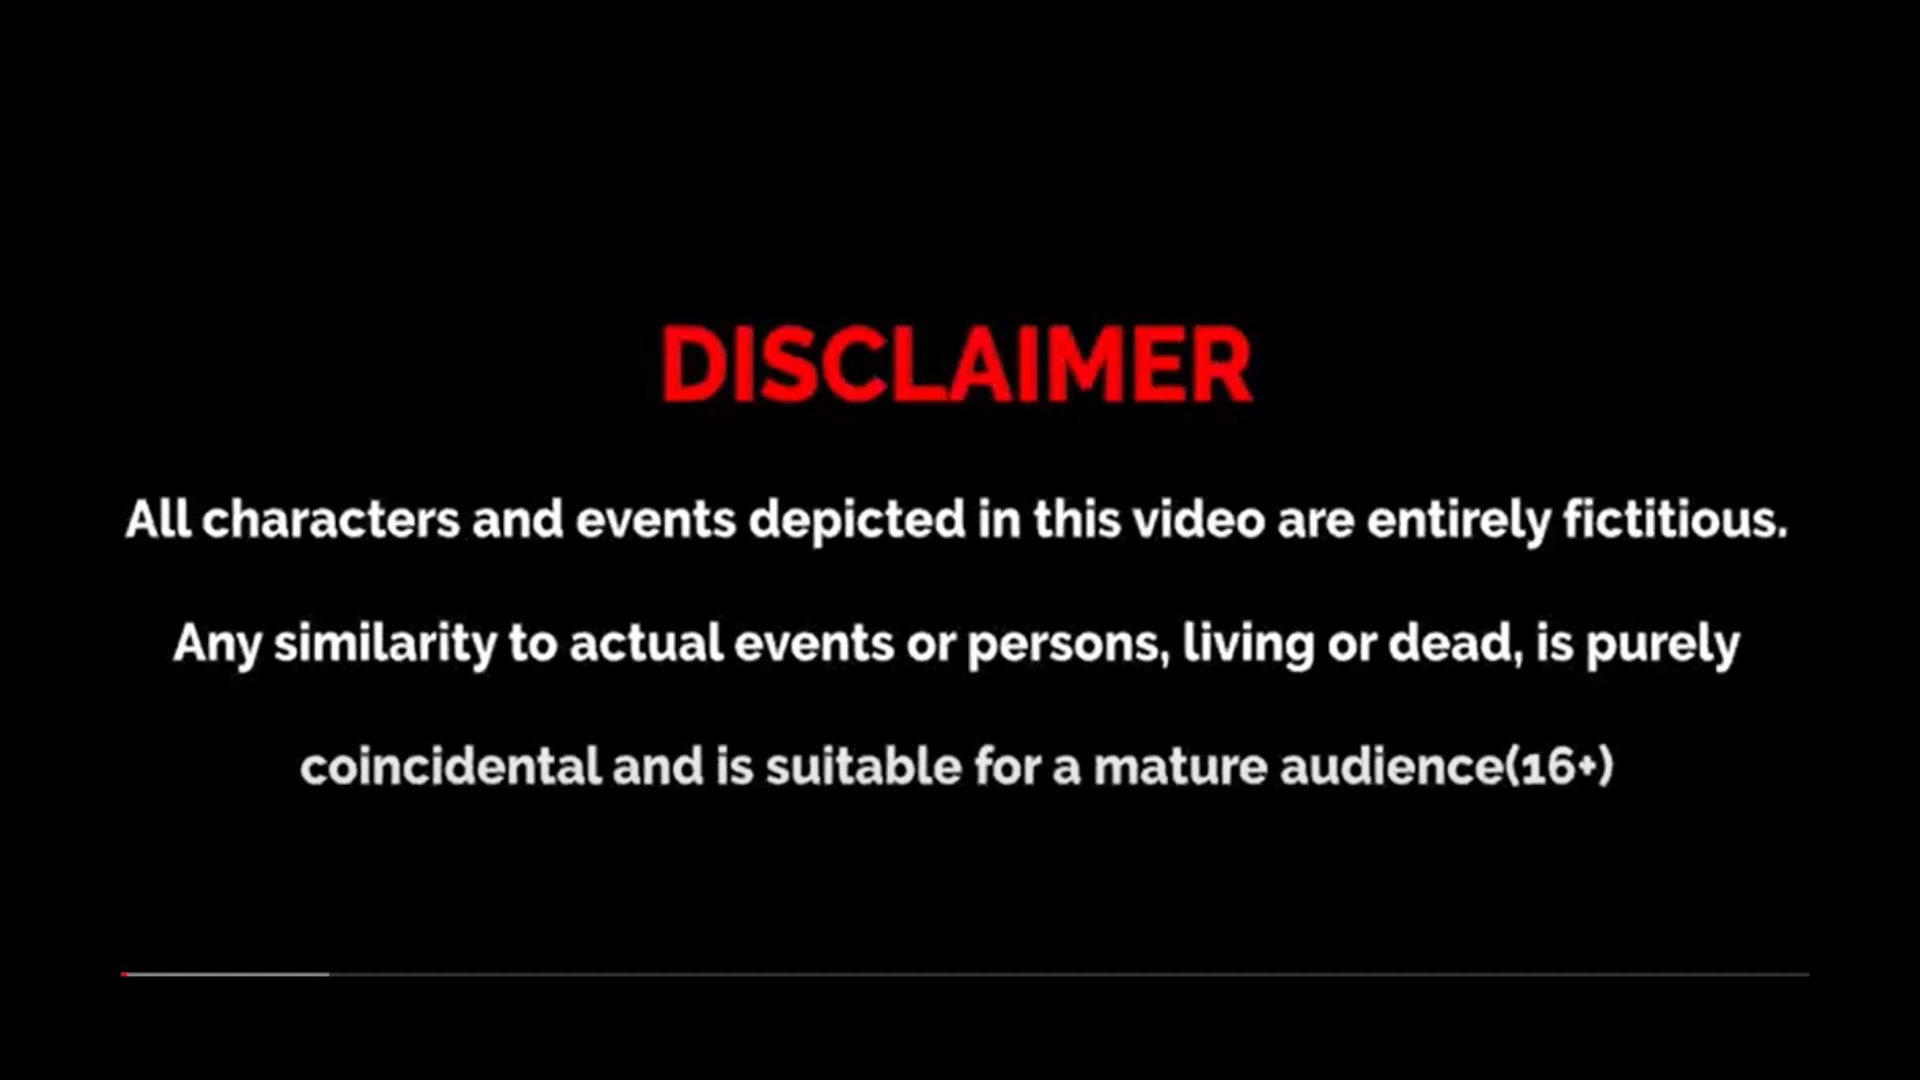 DISCLAIMER
All characters and events depicted in this video are entirely fictitious.
Any similarity to actual events or persons, living or dead, is purely
coincidental and is suitable for a mature audience(16+)